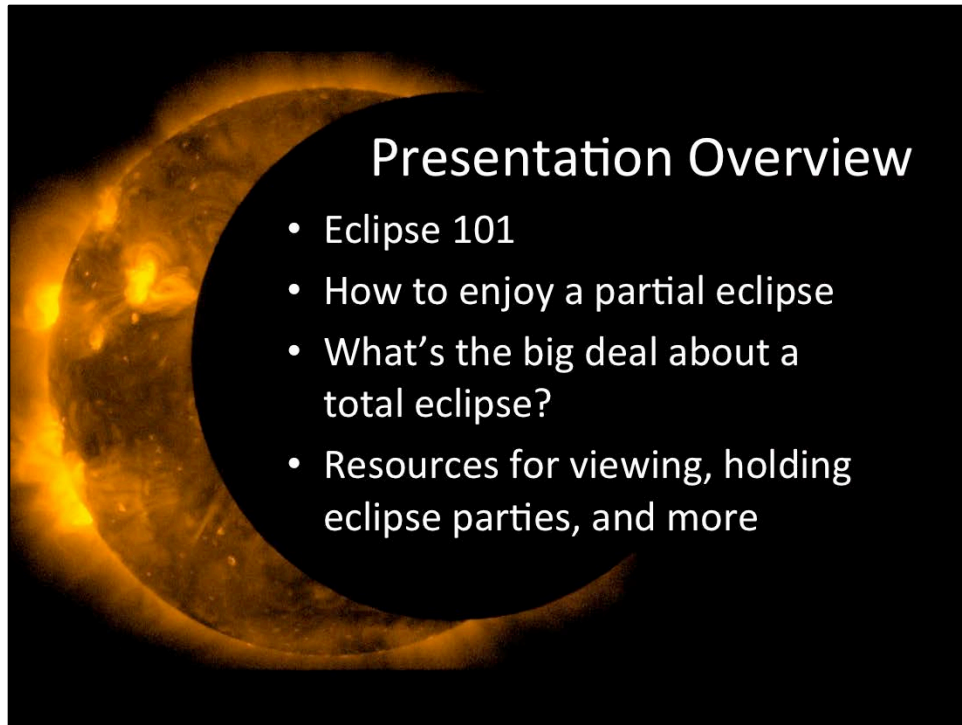 Presentation Overview
• Eclipse 101
• How to enjoy a partial eclipse
• What’s the big deal about a
total eclipse?
• Resources for viewing, holding
eclipse parties, and more